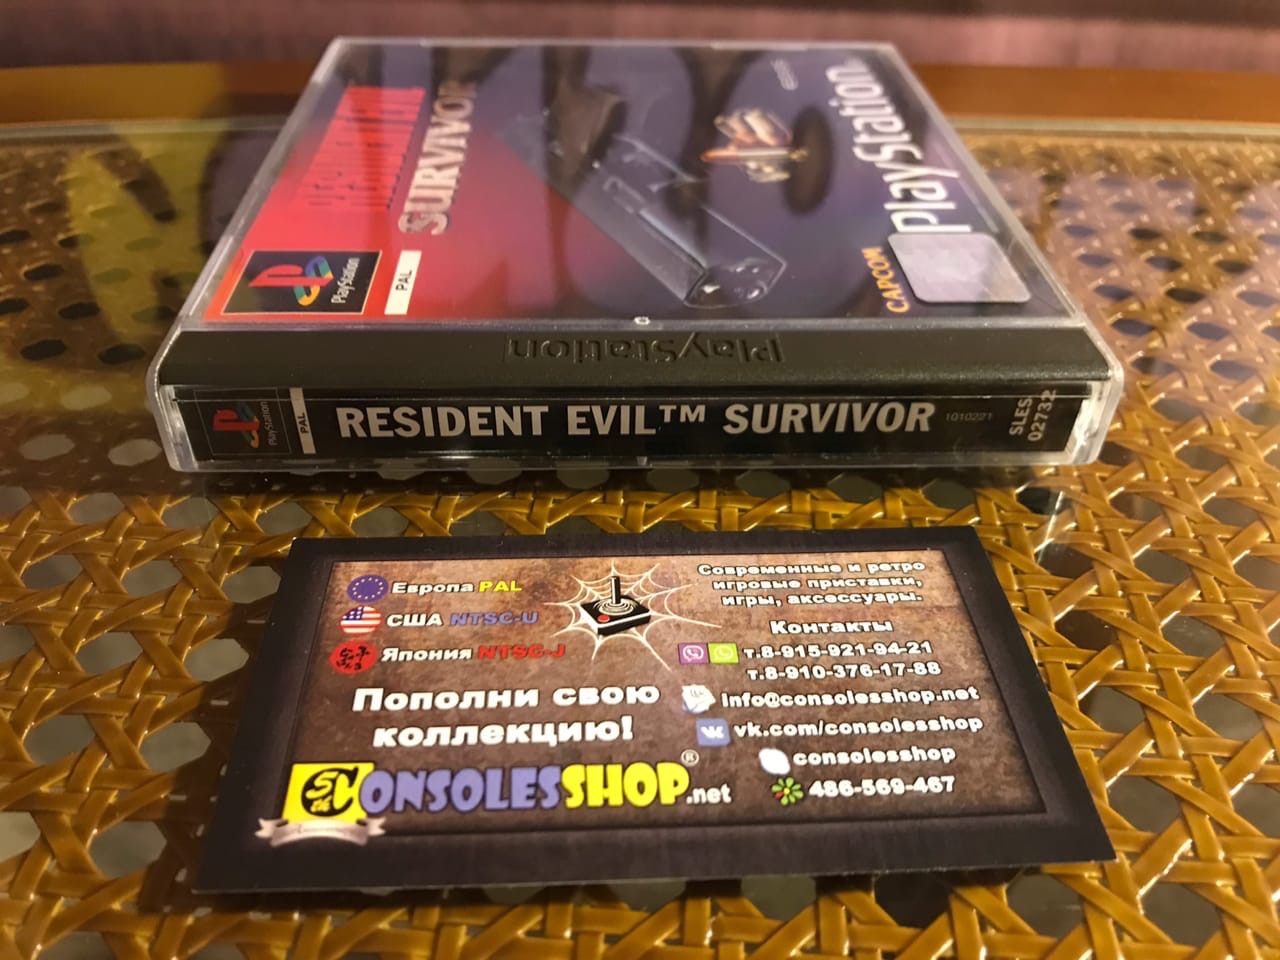 SURVIVOR
PlayStation
PAL
CAPCOM
PlayStation
PlayStation
PlayStation
PAL
RESIDENT EVIL™ SURVIVOR
1010221
SLES
02732
Европа PAL
США NTSC-U
Япония NTSC-J
Пополни свою
коллекцию!
CONSOLESSHOP®.net
Современные и ретро
игровые приставки,
игры, аксессуары.
Контакты
т.8-915-921-94-21
т.8-910-376-17-88
info@consolesshop.net
vk.com/consolesshop
consolesshop
486-569-467